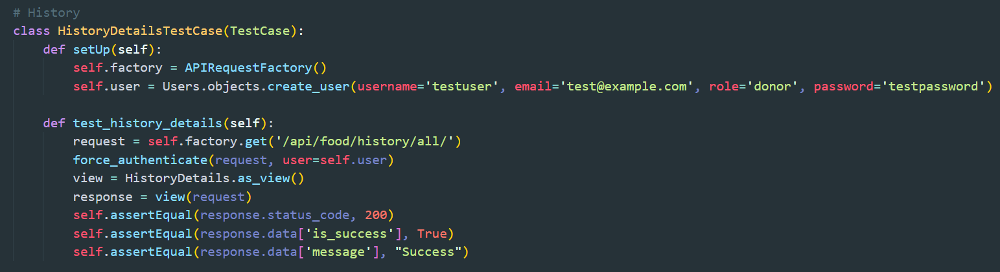 # History
class HistoryDetailsTestCase(TestCase):
    def setUp(self):
        self.factory = APIRequestFactory()
        self.user = Users.objects.create_user(username='testuser', email='test@example.com', role='donor', password='testpassword')

    def test_history_details(self):
        request = self.factory.get('/api/food/history/all/')
        force_authenticate(request, user=self.user)
        view = HistoryDetails.as_view()
        response = view(request)
        self.assertEqual(response.status_code, 200)
        self.assertEqual(response.data['is_success'], True)
        self.assertEqual(response.data['message'], "Success")